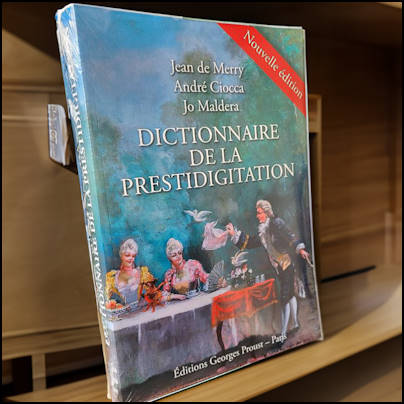 Nouvelle édition
Jean de Merry
André Ciocca
Jo Maldera
DICTIONNAIRE
DE LA
PRESTIDIGITATION
Éditions Georges Proust – Paris